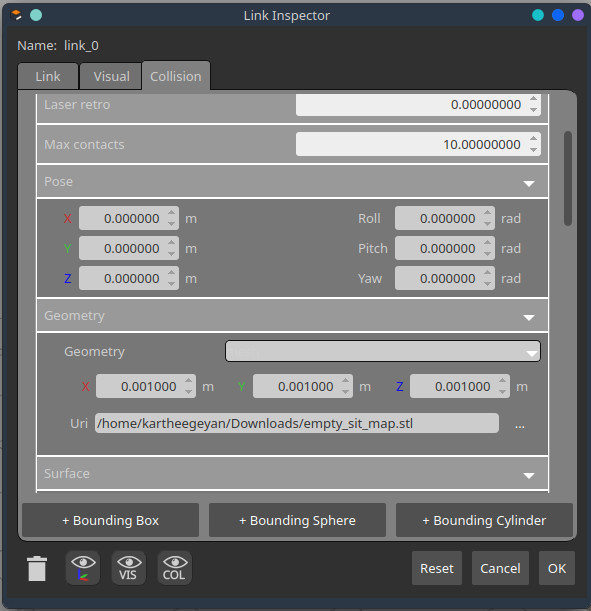 Link Inspector
Name: link_0
Link Visual Collision
Laser retro 0.00000000
Max contacts 10.00000000
Pose
X 0.000000 m Roll 0.000000 rad
Y 0.000000 m Pitch 0.000000 rad
Z 0.000000 m Yaw 0.000000 rad
Geometry
Geometry
X 0.001000 m Y 0.001000 m Z 0.001000 m
Uri /home/kartheegeyan/Downloads/empty_sit_map.stl ...
Surface
+ Bounding Box + Bounding Sphere + Bounding Cylinder
VIS COL Reset Cancel OK